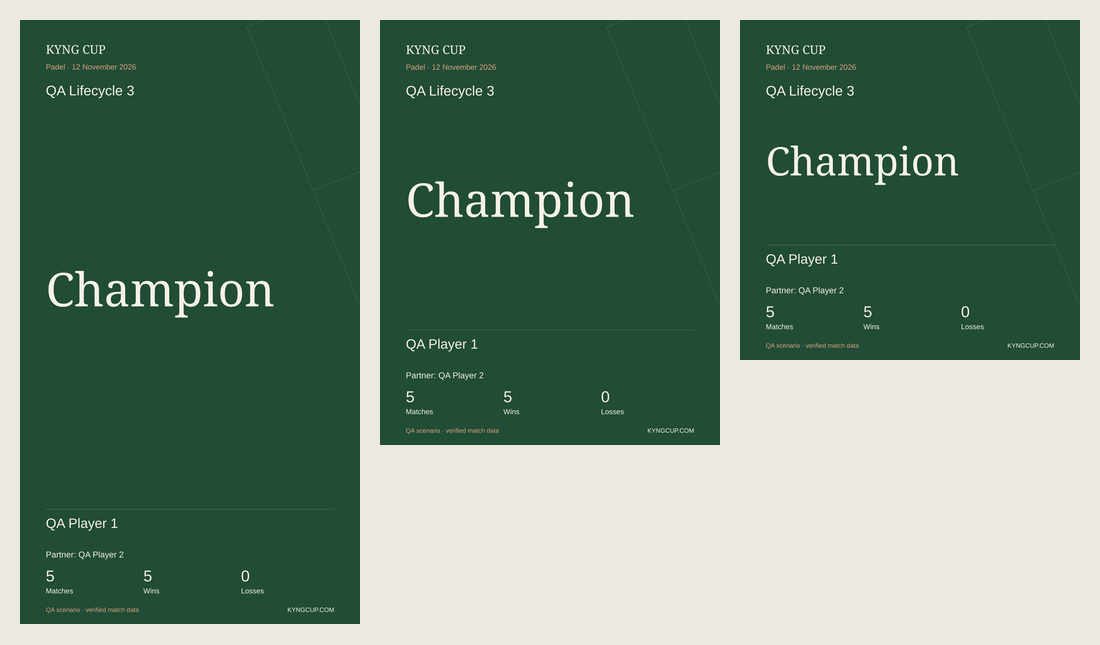 KYNG CUP
Padel · 12 November 2026
QA Lifecycle 3
Champion
QA Player 1
Partner: QA Player 2
5 5 0
Matches Wins Losses
QA scenario · verified match data KYNGCUP.COM
KYNG CUP
Padel · 12 November 2026
QA Lifecycle 3
Champion
QA Player 1
Partner: QA Player 2
5 5 0
Matches Wins Losses
QA scenario · verified match data KYNGCUP.COM
KYNG CUP
Padel · 12 November 2026
QA Lifecycle 3
Champion
QA Player 1
Partner: QA Player 2
5 5 0
Matches Wins Losses
QA scenario · verified match data KYNGCUP.COM